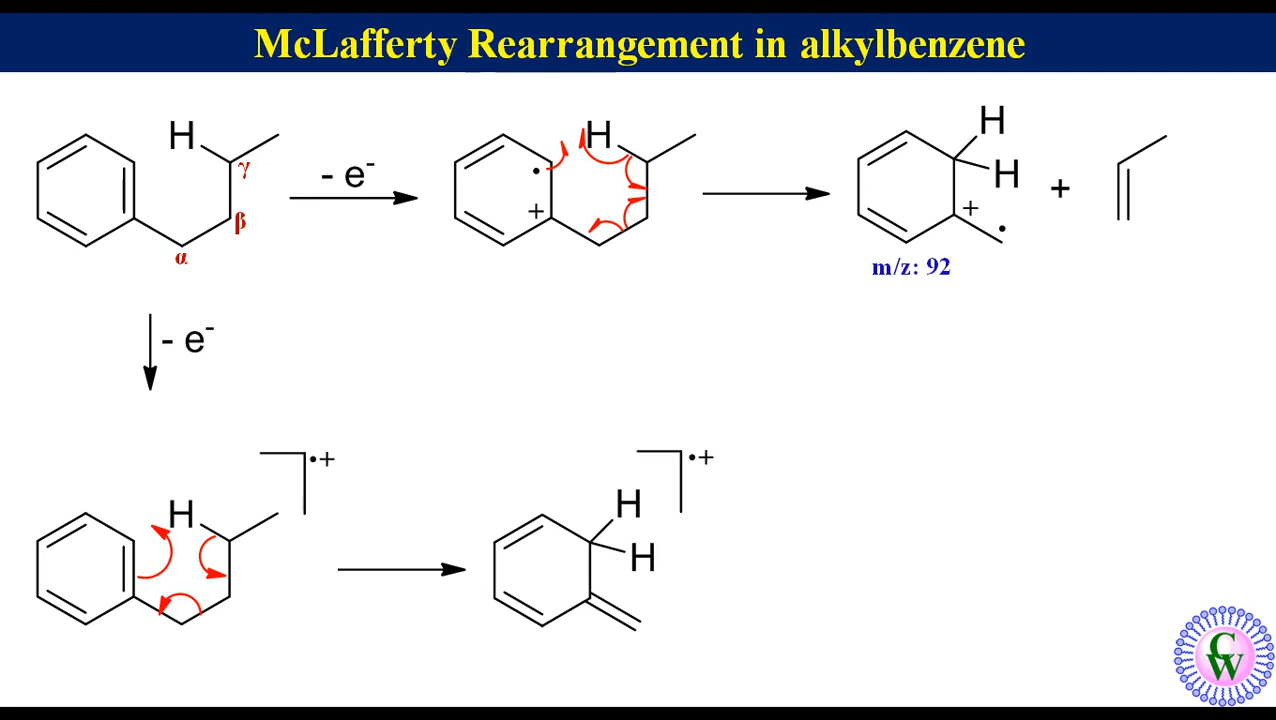 McLafferty Rearrangement in alkylbenzene
H
γ
β
α
- e⁻
H
•
+
H
H
+
•
m/z: 92
+
- e⁻
H
•+
H
H
•+
CW